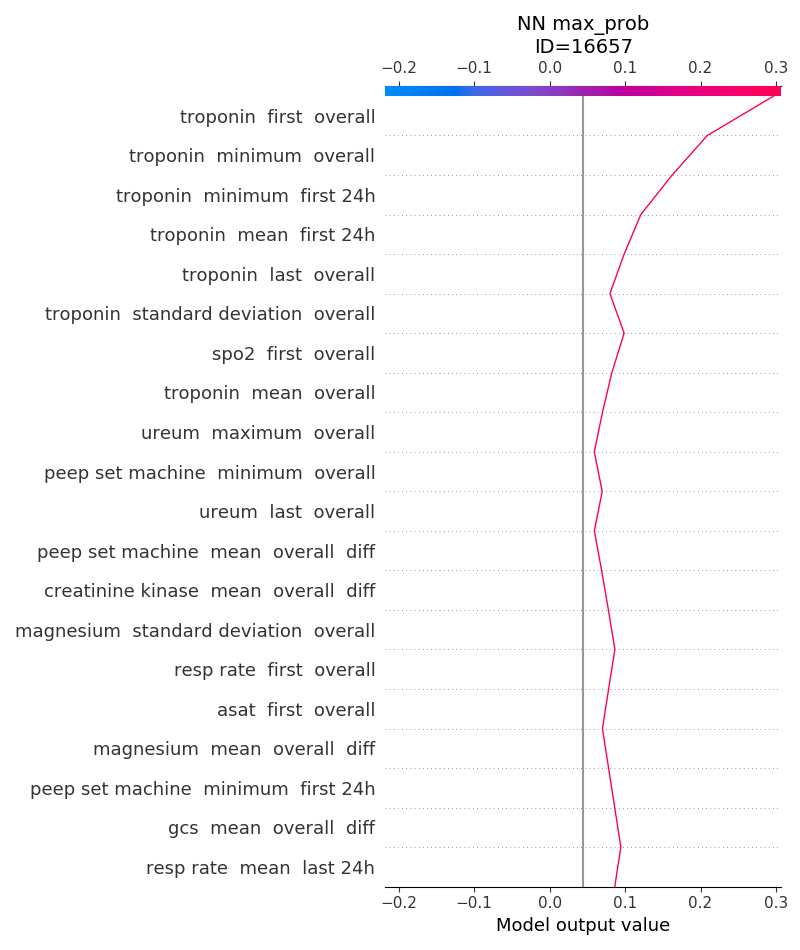 NN max_prob
ID=16657
−0.2 −0.1 0.0 0.1 0.2 0.3
troponin first overall
troponin minimum overall
troponin minimum first 24h
troponin mean first 24h
troponin last overall
troponin standard deviation overall
spo2 first overall
troponin mean overall
ureum maximum overall
peep set machine minimum overall
ureum last overall
peep set machine mean overall diff
creatinine kinase mean overall diff
magnesium standard deviation overall
resp rate first overall
asat first overall
magnesium mean overall diff
peep set machine minimum first 24h
gcs mean overall diff
resp rate mean last 24h
−0.2 −0.1 0.0 0.1 0.2 0.3
Model output value